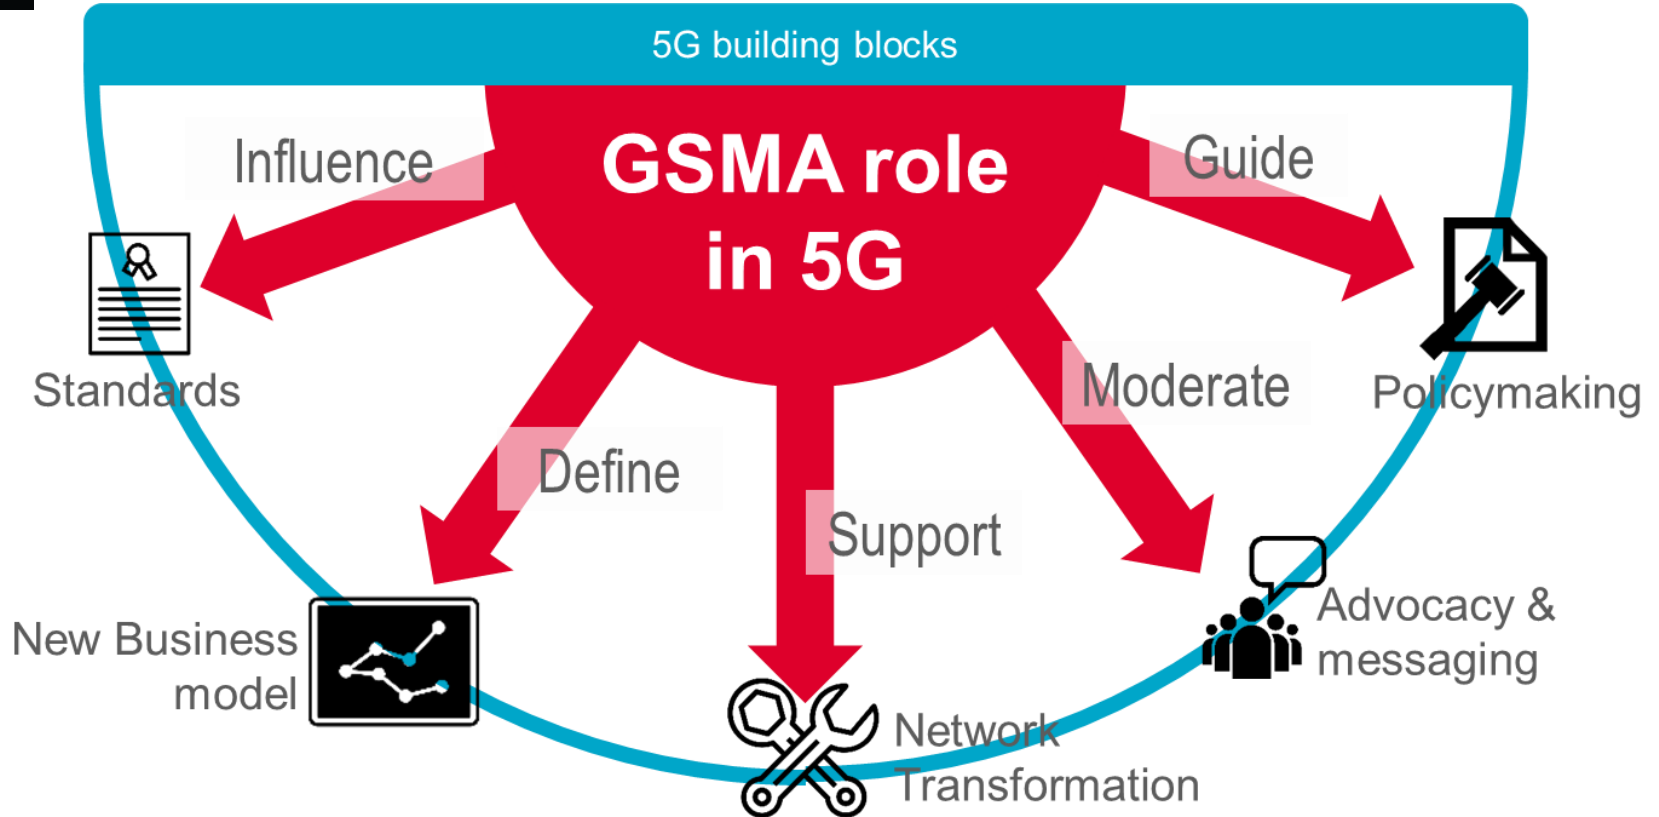 5G building blocks
GSMA role
in 5G
Influence
Guide
Standards
Policymaking
Define
Moderate
Support
New Business
model
Advocacy &
messaging
Network
Transformation